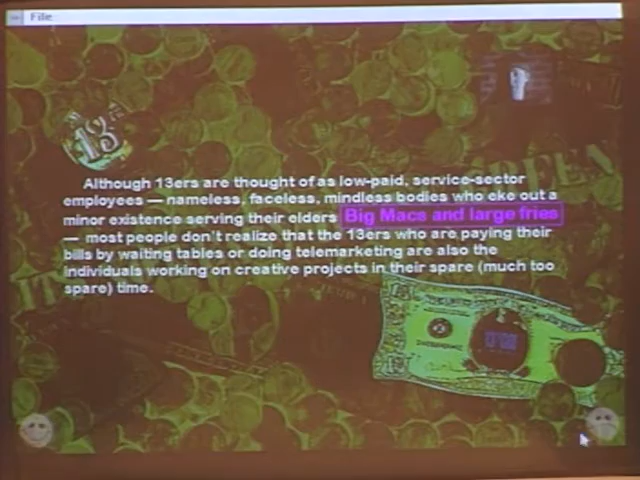 File
13
Although 13ers are thought of as low-paid, service-sector
employees — nameless, faceless, mindless bodies who eke out a
minor existence serving their elders Big Macs and large fries
— most people don't realize that the 13ers who are paying their
bills by waiting tables or doing telemarketing are also the
individuals working on creative projects in their spare (much too
spare) time.